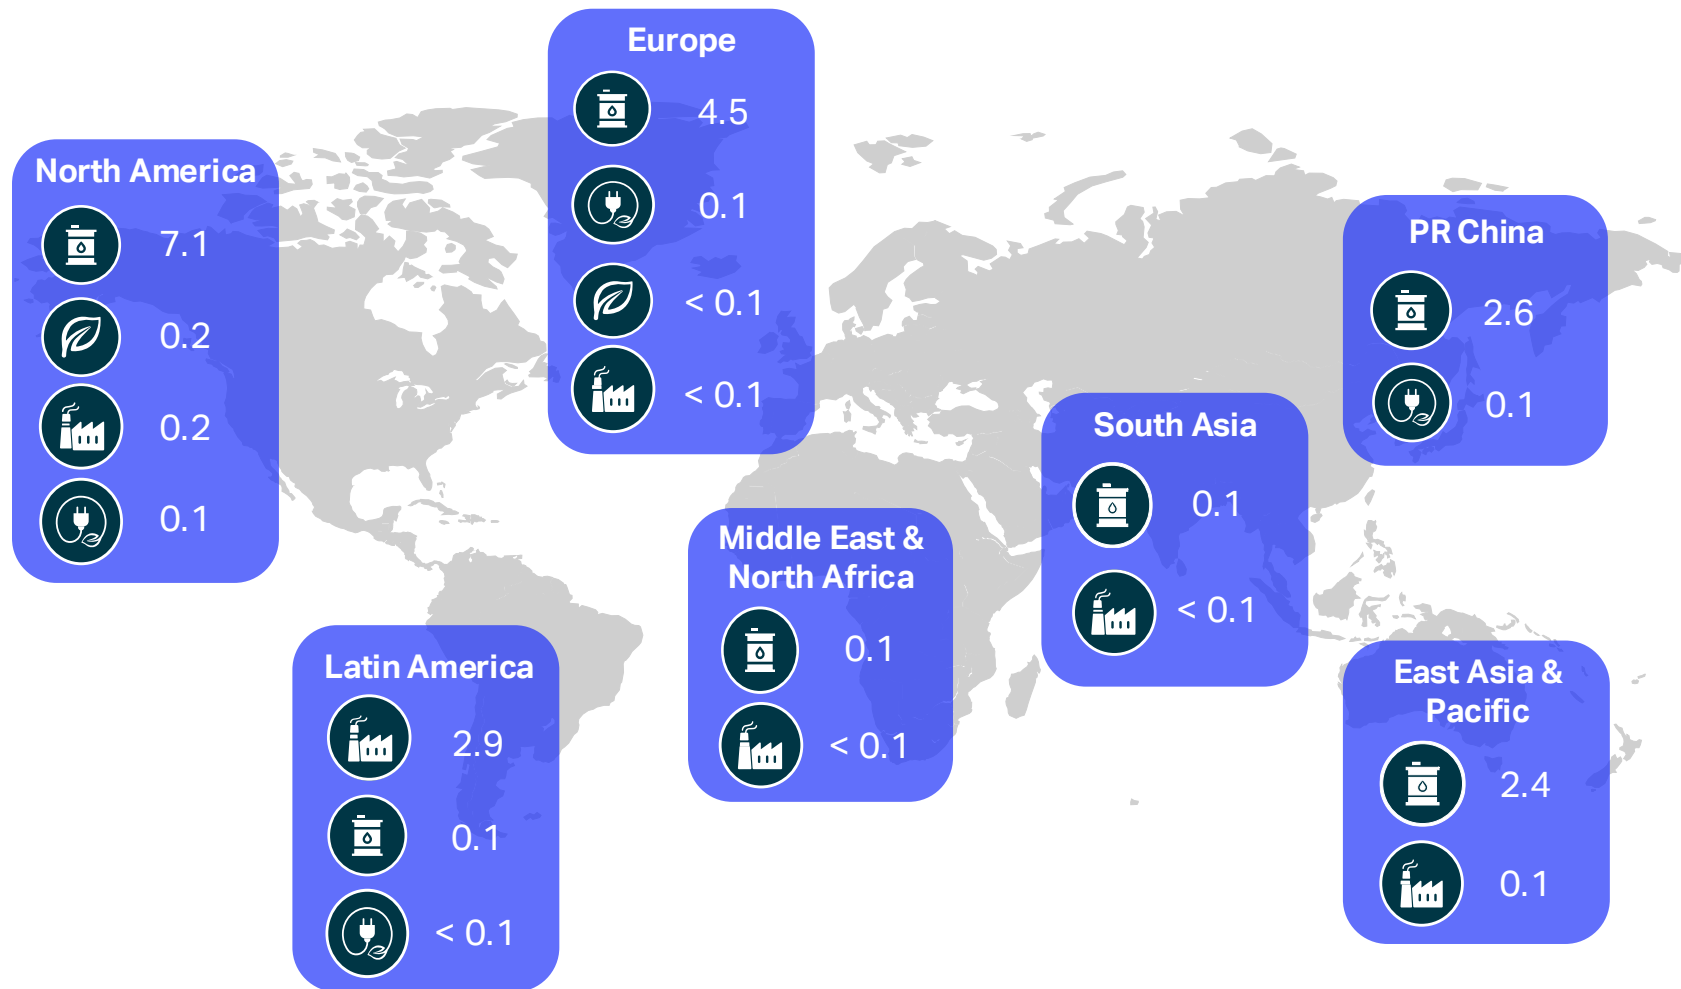 Europe
4.5
0.1
< 0.1
< 0.1
North America
7.1
0.2
0.2
0.1
PR China
2.6
0.1
South Asia
0.1
< 0.1
Middle East &
North Africa
0.1
< 0.1
Latin America
2.9
0.1
< 0.1
East Asia &
Pacific
2.4
0.1